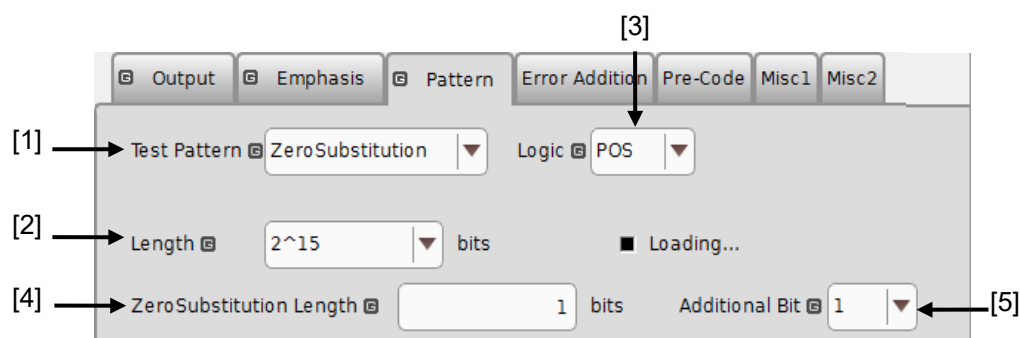 [3]
G Output G Emphasis G Pattern Error Addition Pre-Code Misc1 Misc2
[1] Test Pattern G ZeroSubstitution Logic G POS
[2] Length G 2^15 bits Loading...
[4] ZeroSubstitution Length G 1 bits Additional Bit G 1 [5]